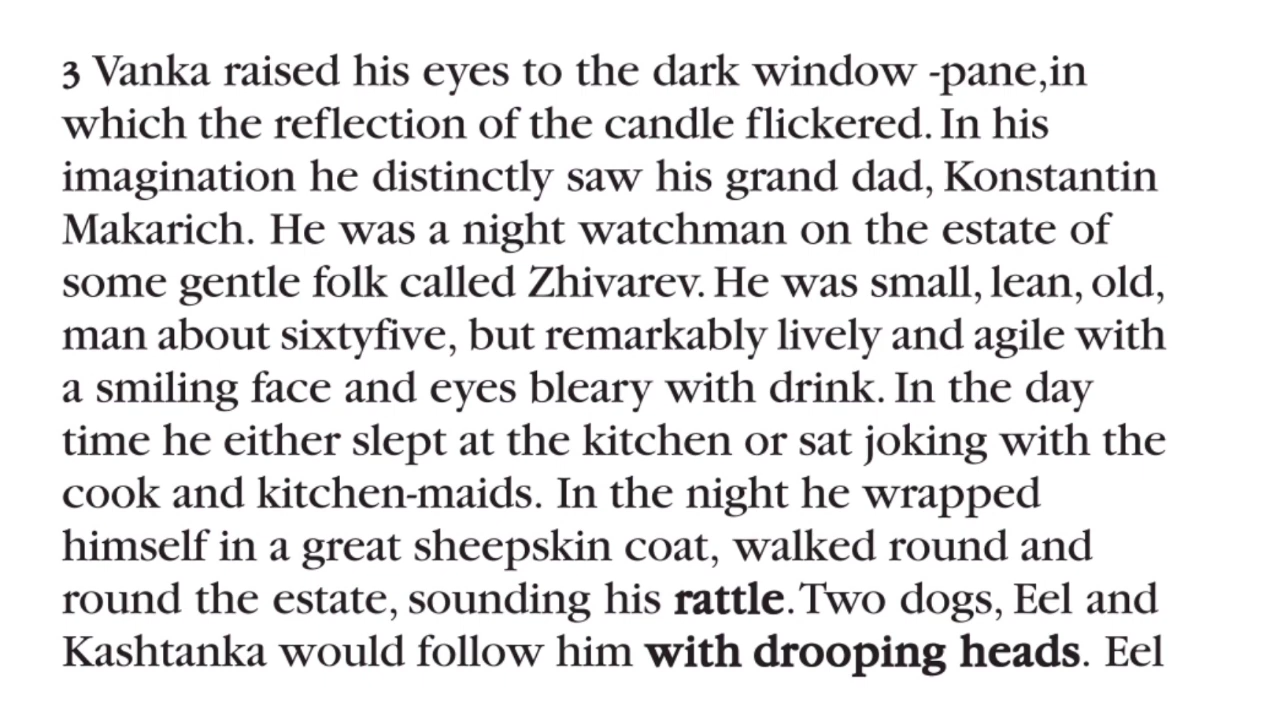 3 Vanka raised his eyes to the dark window -pane,in
which the reflection of the candle flickered. In his
imagination he distinctly saw his grand dad, Konstantin
Makarich. He was a night watchman on the estate of
some gentle folk called Zhivarev. He was small, lean, old,
man about sixtyfive, but remarkably lively and agile with
a smiling face and eyes bleary with drink. In the day
time he either slept at the kitchen or sat joking with the
cook and kitchen-maids. In the night he wrapped
himself in a great sheepskin coat, walked round and
round the estate, sounding his rattle. Two dogs, Eel and
Kashtanka would follow him with drooping heads. Eel